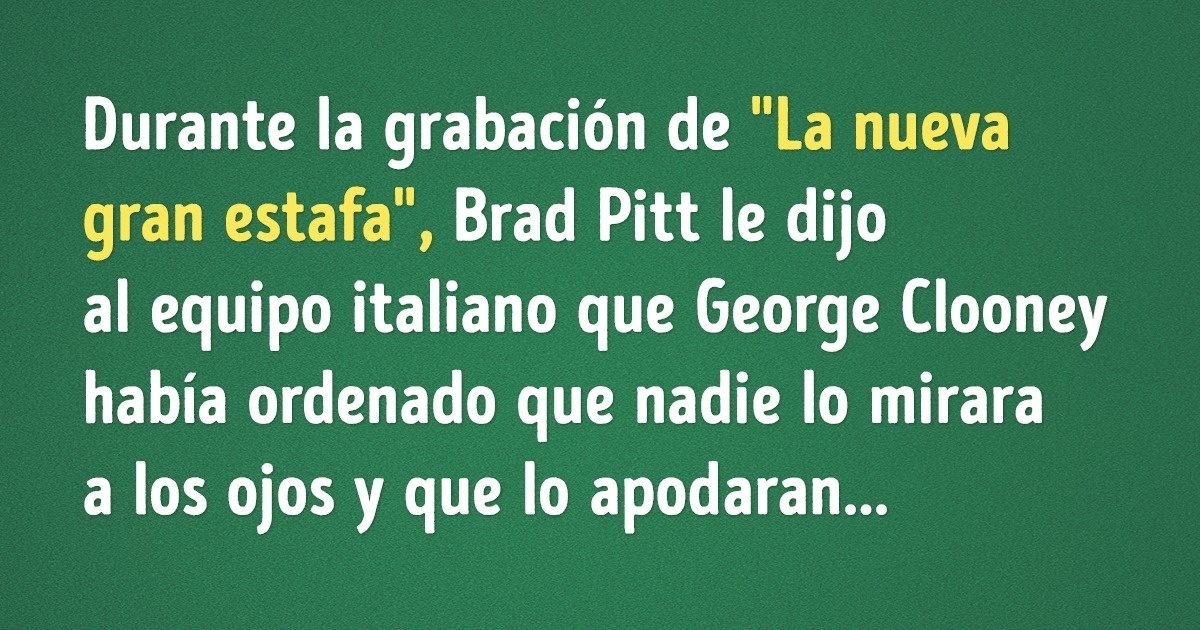 Durante la grabación de "La nueva
gran estafa", Brad Pitt le dijo
al equipo italiano que George Clooney
había ordenado que nadie lo mirara
a los ojos y que lo apodaran...